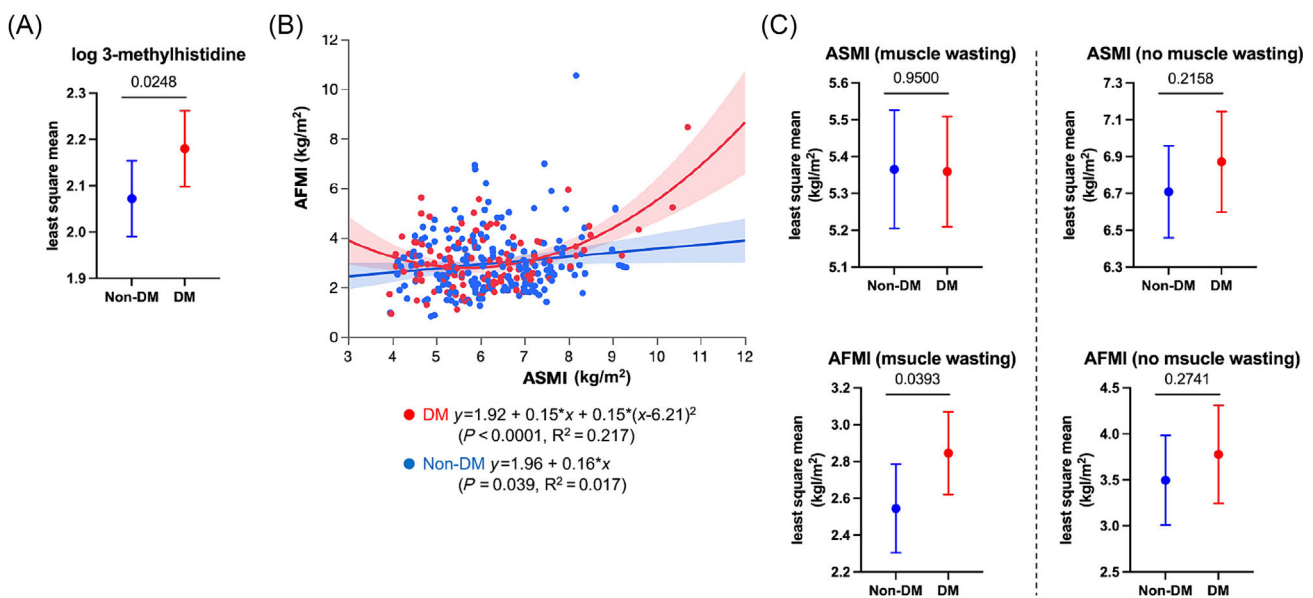 (A)
log 3-methylhistidine
0.0248
2.3
2.2
2.1
2.0
1.9
least square mean
Non-DM
DM
(B)
12
10
8
6
4
2
0
AFMI (kg/m²)
3 4 5 6 7 8 9 10 11 12
ASMI (kg/m²)
DM y=1.92 + 0.15*x + 0.15*(x-6.21)²
(P < 0.0001, R² = 0.217)
Non-DM y=1.96 + 0.16*x
(P = 0.039, R² = 0.017)
(C)
ASMI (muscle wasting)
0.9500
5.6
5.5
5.4
5.3
5.2
5.1
least square mean
(kgl/m²)
Non-DM
DM
ASMI (no muscle wasting)
0.2158
7.3
7.1
6.9
6.7
6.5
6.3
least square mean
(kgl/m²)
Non-DM
DM
AFMI (msucle wasting)
0.0393
3.2
3.0
2.8
2.6
2.4
2.2
least square mean
(kgl/m²)
Non-DM
DM
AFMI (no msucle wasting)
0.2741
4.5
4.0
3.5
3.0
2.5
least square mean
(kgl/m²)
Non-DM
DM